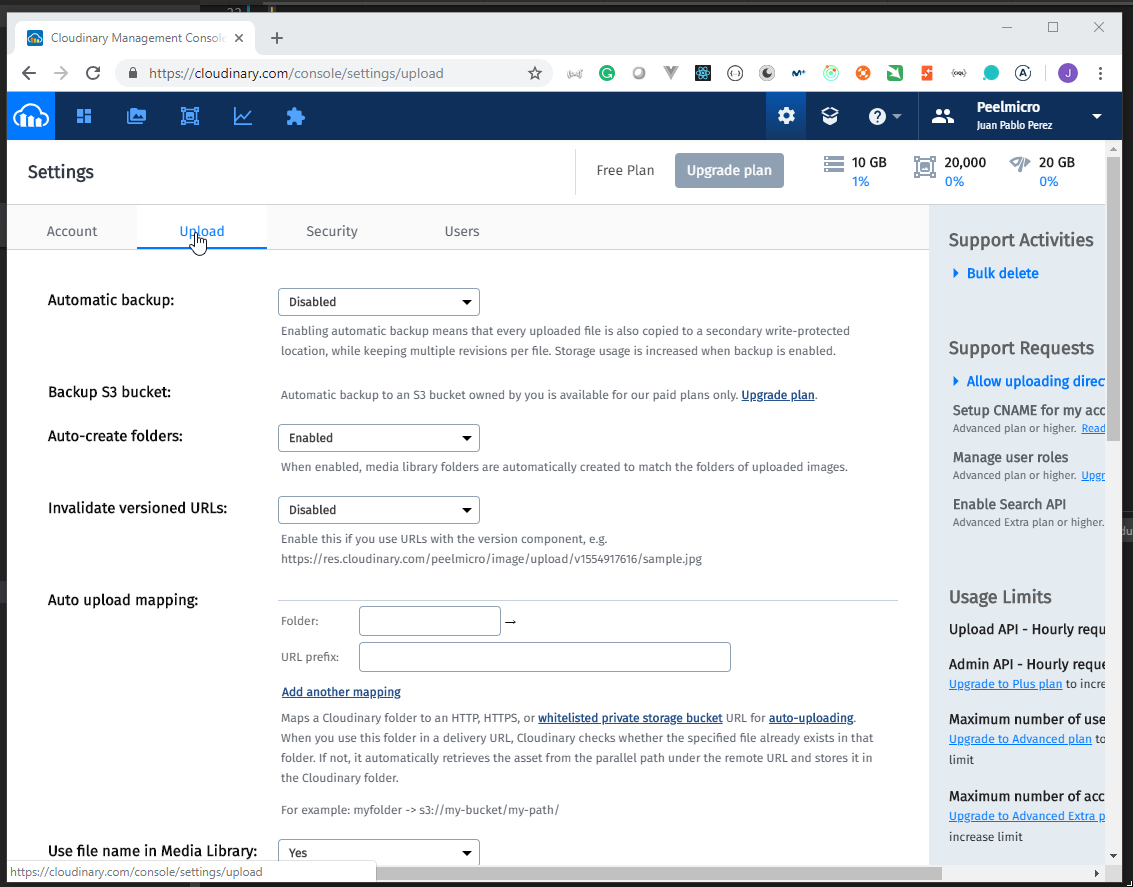 Cloudinary Management Consol
https://cloudinary.com/console/settings/upload
J
Peelmicro
Juan Pablo Perez
Settings
Free Plan
Upgrade plan
10 GB
1%
20,000
0%
20 GB
0%
Account
Upload
Security
Users
Automatic backup:
Disabled
Enabling automatic backup means that every uploaded file is also copied to a secondary write-protected
location, while keeping multiple revisions per file. Storage usage is increased when backup is enabled.
Backup S3 bucket:
Automatic backup to an S3 bucket owned by you is available for our paid plans only. Upgrade plan.
Auto-create folders:
Enabled
When enabled, media library folders are automatically created to match the folders of uploaded images.
Invalidate versioned URLs:
Disabled
Enable this if you use URLs with the version component, e.g.
https://res.cloudinary.com/peelmicro/image/upload/v1554917616/sample.jpg
Auto upload mapping:
Folder:
→
URL prefix:
Add another mapping
Maps a Cloudinary folder to an HTTP, HTTPS, or whitelisted private storage bucket URL for auto-uploading.
When you use this folder in a delivery URL, Cloudinary checks whether the specified file already exists in that
folder. If not, it automatically retrieves the asset from the parallel path under the remote URL and stores it in
the Cloudinary folder.
For example: myfolder -> s3://my-bucket/my-path/
Use file name in Media Library:
Yes
Support Activities
Bulk delete
Support Requests
Allow uploading direc
Setup CNAME for my acc
Advanced plan or higher. Read
Manage user roles
Advanced plan or higher. Upgr
Enable Search API
Advanced Extra plan or higher.
Usage Limits
Upload API - Hourly requ
Admin API - Hourly reque
Upgrade to Plus plan to incre
Maximum number of use
Upgrade to Advanced plan to
limit
Maximum number of acc
Upgrade to Advanced Extra p
increase limit
https://cloudinary.com/console/settings/upload